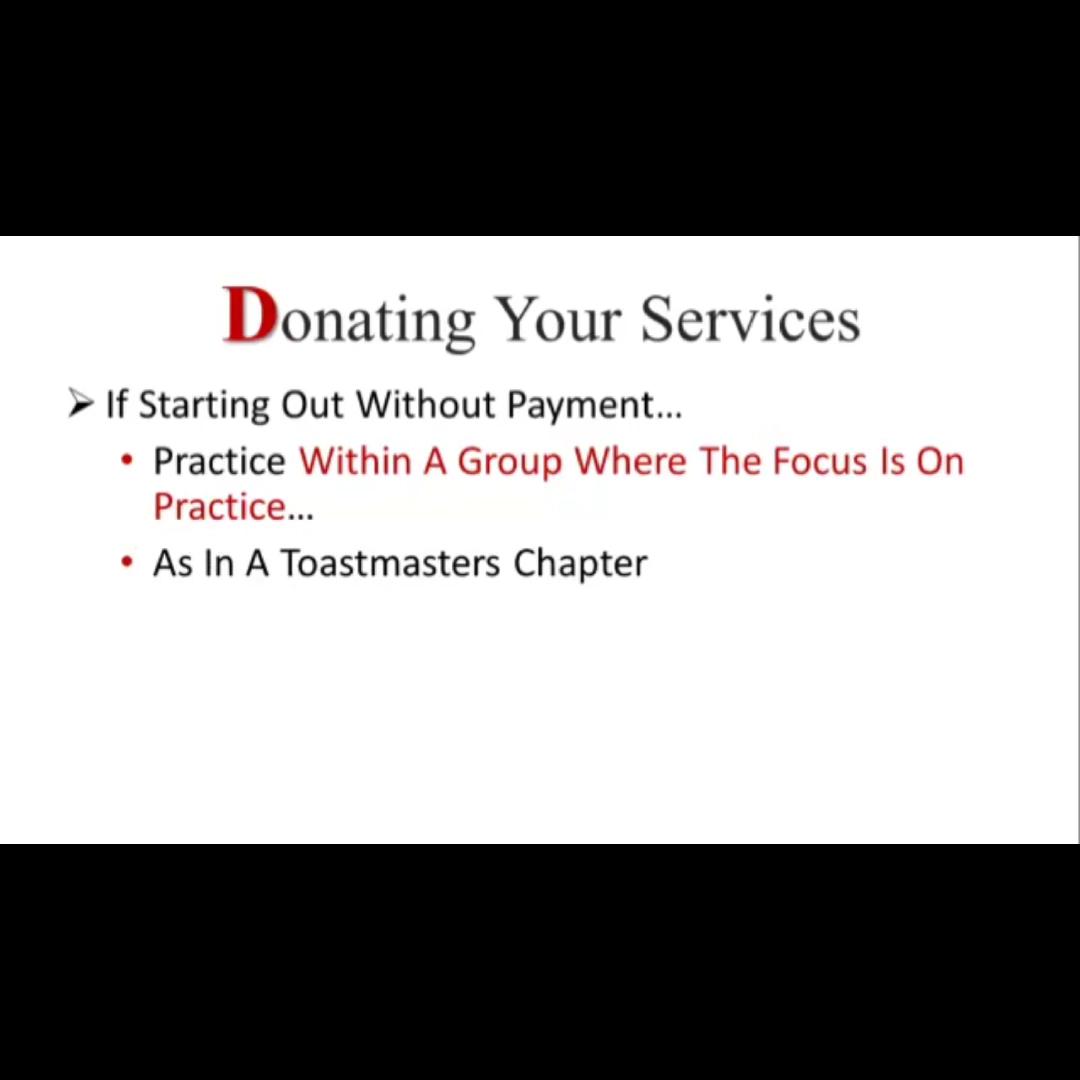 Donating Your Services
➢ If Starting Out Without Payment...
• Practice Within A Group Where The Focus Is On
Practice...
• As In A Toastmasters Chapter